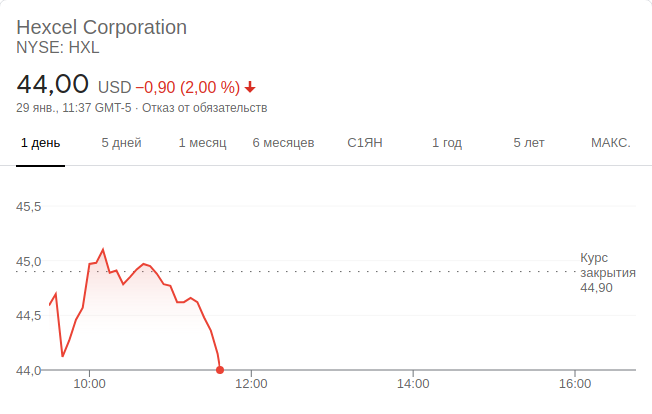 Hexcel Corporation
NYSE: HXL
44,00 USD −0,90 (2,00 %)
29 янв., 11:37 GMT-5 · Отказ от обязательств
1 день 5 дней 1 месяц 6 месяцев С1ЯН 1 год 5 лет МАКС.
45,5
45,0
44,5
44,0
Курс
закрытия
44,90
10:00 12:00 14:00 16:00